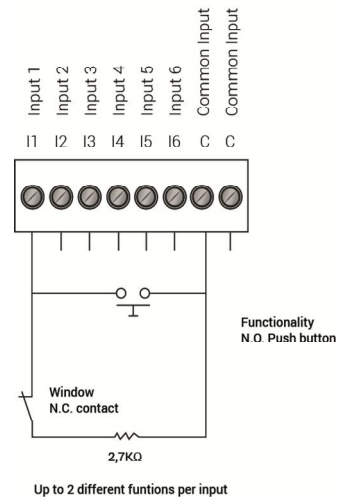 Input 1
Input 2
Input 3
Input 4
Input 5
Input 6
Common Input
Common Input
I1 I2 I3 I4 I5 I6 C C
Functionality
N.O. Push button
Window
N.C. contact
2,7KΩ
Up to 2 different funtions per input